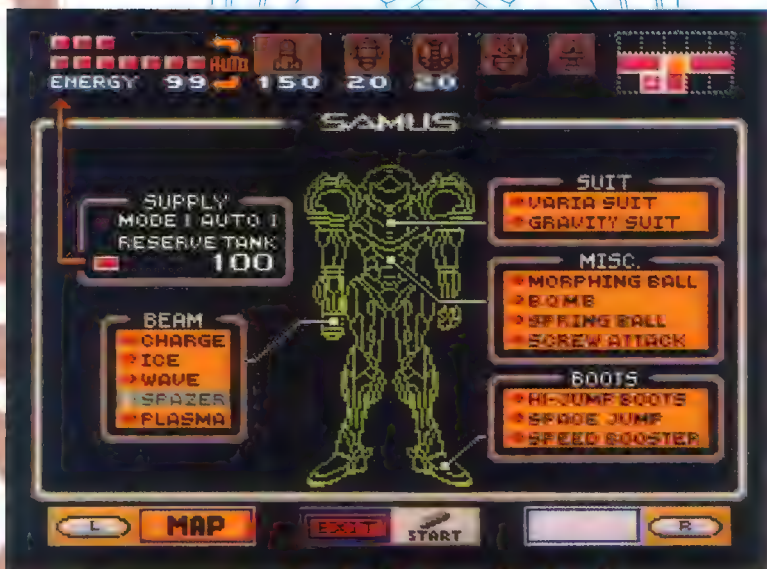 AUTO
ENERGY 99 150 20 20
SAMUS
SUPPLY
MODE[AUTO]
RESERVE TANK
100
BEAM
CHARGE
ICE
WAVE
SPAZER
PLASMA
SUIT
VARIA SUIT
GRAVITY SUIT
MISC.
MORPHING BALL
BOMB
SPRING BALL
SCREW ATTACK
BOOTS
HI-JUMP BOOTS
SPACE JUMP
SPEED BOOSTER
L MAP EXIT START R